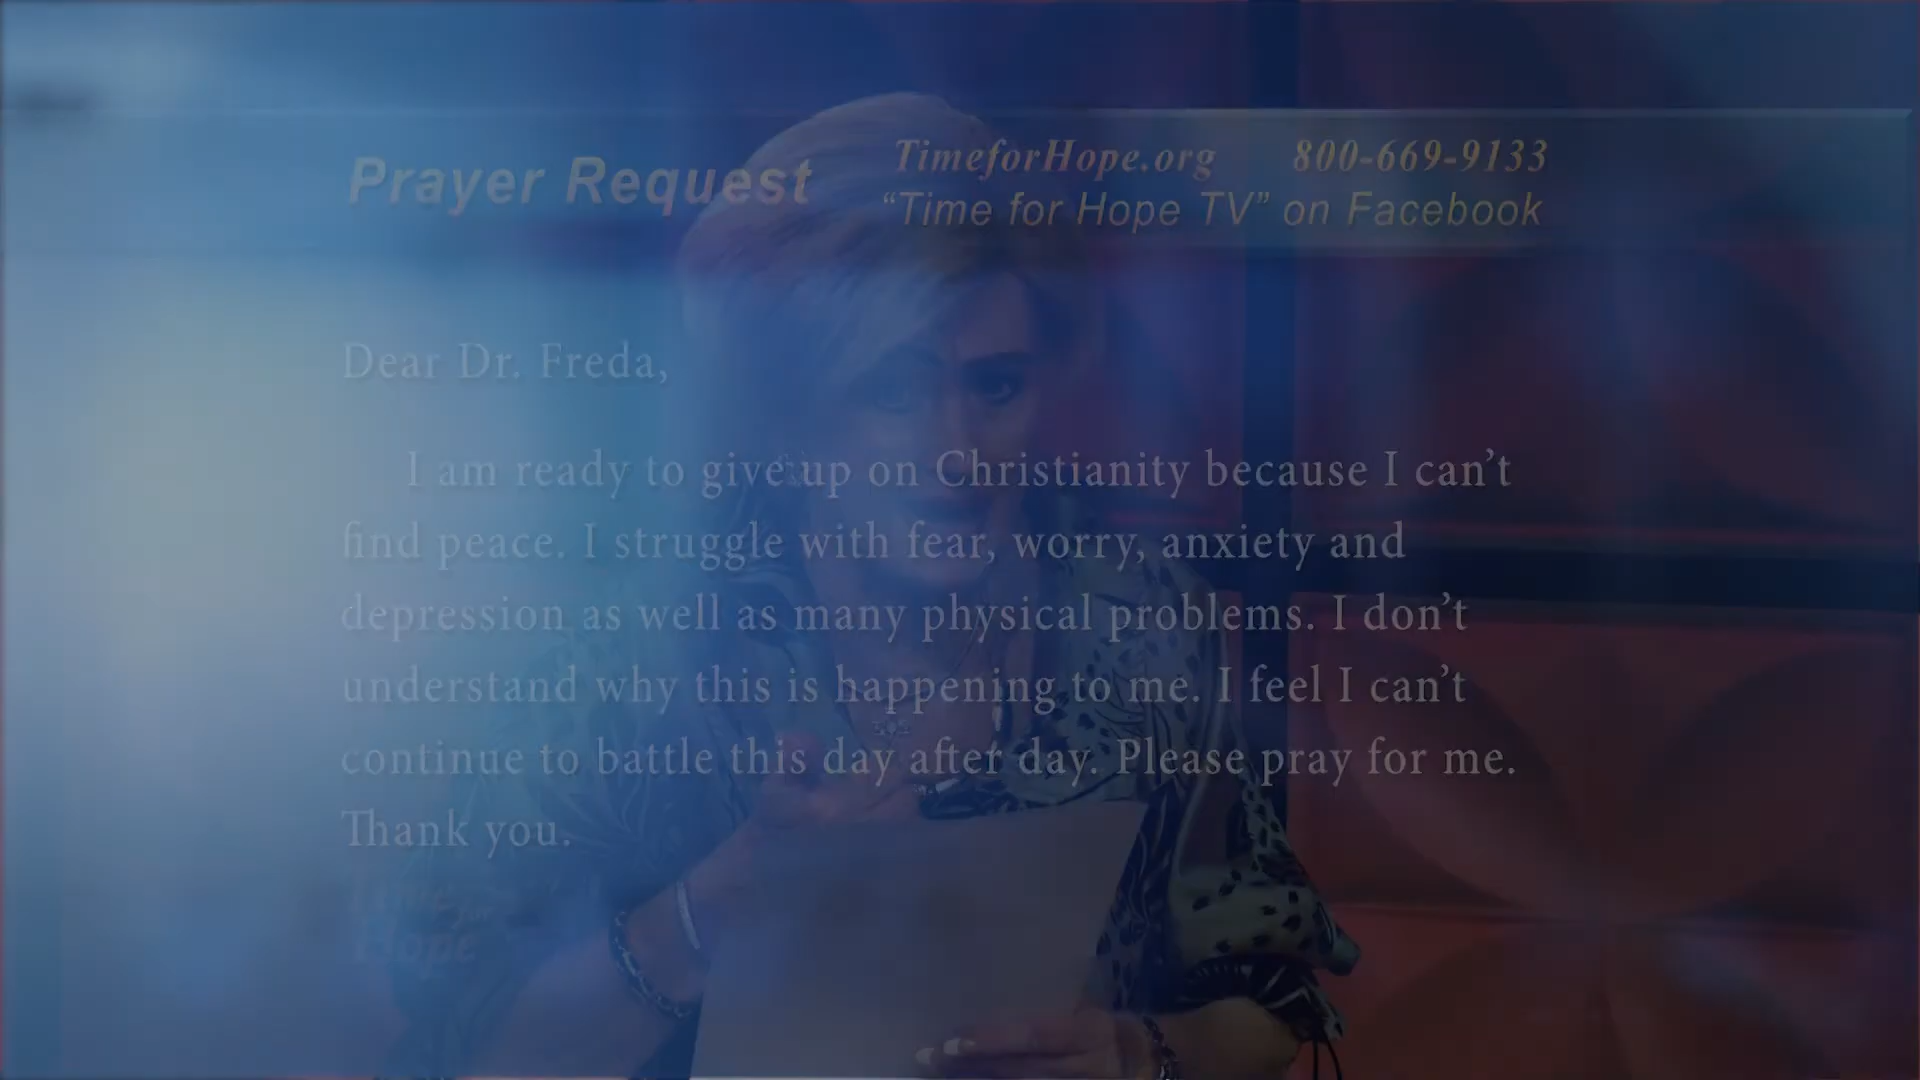 Prayer Request
TimeforHope.org 800-669-9133
“Time for Hope TV” on Facebook
Dear Dr. Freda,
I am ready to give up on Christianity because I can’t
find peace. I struggle with fear, worry, anxiety and
depression as well as many physical problems. I don’t
understand why this is happening to me. I feel I can’t
continue to battle this day after day. Please pray for me.
Thank you.
Time for
Hope